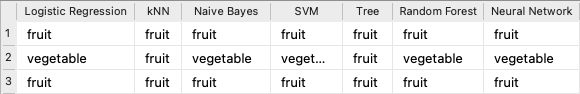 Logistic Regression kNN Naive Bayes SVM Tree Random Forest Neural Network
1 fruit fruit fruit fruit fruit fruit fruit
2 vegetable fruit vegetable veget... fruit vegetable vegetable
3 fruit fruit fruit fruit fruit fruit fruit